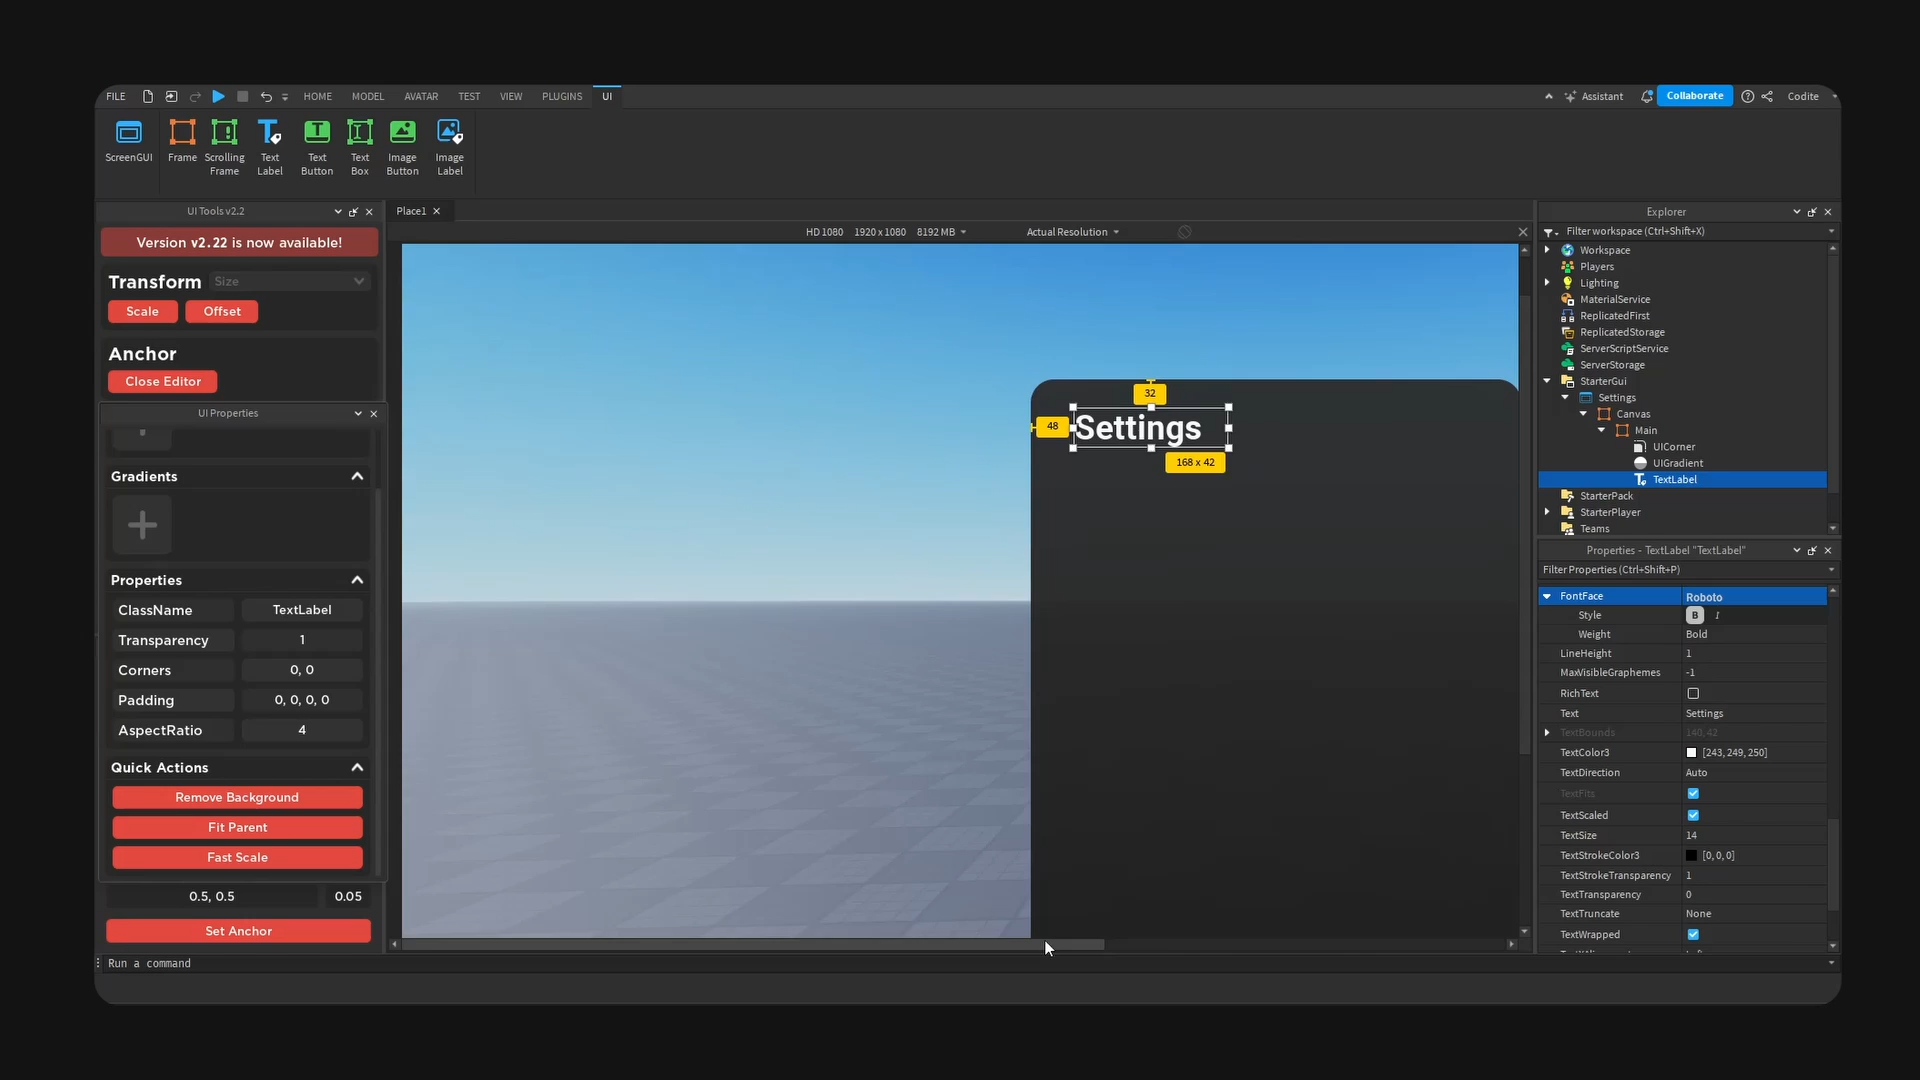 FILE HOME MODEL AVATAR TEST VIEW PLUGINS UI Assistant Collaborate Codite
ScreenGUI Frame Scrolling Frame Text Label Text Button Text Box Image Button Image Label
UI Tools v2.2
Version v2.22 is now available!
Transform Size
Scale Offset
Anchor
Close Editor
UI Properties
Gradients
Properties
ClassName TextLabel
Transparency 1
Corners 0, 0
Padding 0, 0, 0, 0
AspectRatio 4
Quick Actions
Remove Background
Fit Parent
Fast Scale
0.5, 0.5 0.05
Set Anchor
Run a command
Place1
HD 1080 1920 x 1080 8192 MB Actual Resolution
32
48 Settings
168 x 42
Explorer
Filter workspace (Ctrl+Shift+X)
Workspace
Players
Lighting
MaterialService
ReplicatedFirst
ReplicatedStorage
ServerScriptService
ServerStorage
StarterGui
Settings
Canvas
Main
UICorner
UIGradient
TextLabel
StarterPack
StarterPlayer
Teams
Properties - TextLabel "TextLabel"
Filter Properties (Ctrl+Shift+P)
FontFace Roboto
Style B I
Weight Bold
LineHeight 1
MaxVisibleGraphemes -1
RichText
Text Settings
TextBounds 140, 42
TextColor3 [243, 249, 250]
TextDirection Auto
TextFits
TextScaled
TextSize 14
TextStrokeColor3 [0, 0, 0]
TextStrokeTransparency 1
TextTransparency 0
TextTruncate None
TextWrapped